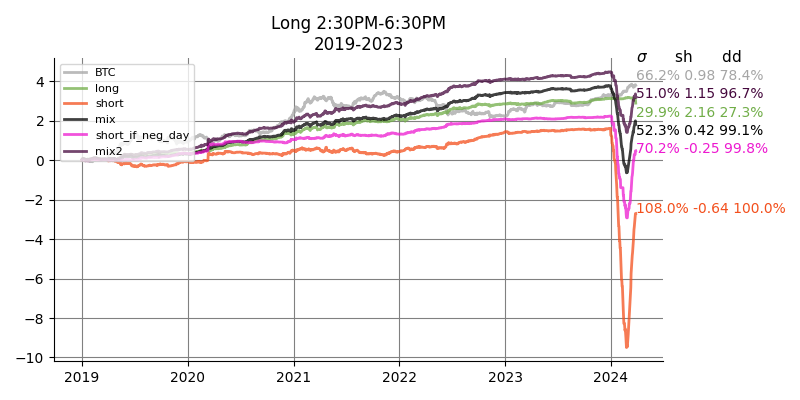 Long 2:30PM-6:30PM
2019-2023
σ sh dd
66.2% 0.98 78.4%
51.0% 1.15 96.7%
29.9% 2.16 27.3%
52.3% 0.42 99.1%
70.2% -0.25 99.8%
108.0% -0.64 100.0%
BTC
long
short
mix
short_if_neg_day
mix2
4
2
0
−2
−4
−6
−8
−10
2019 2020 2021 2022 2023 2024